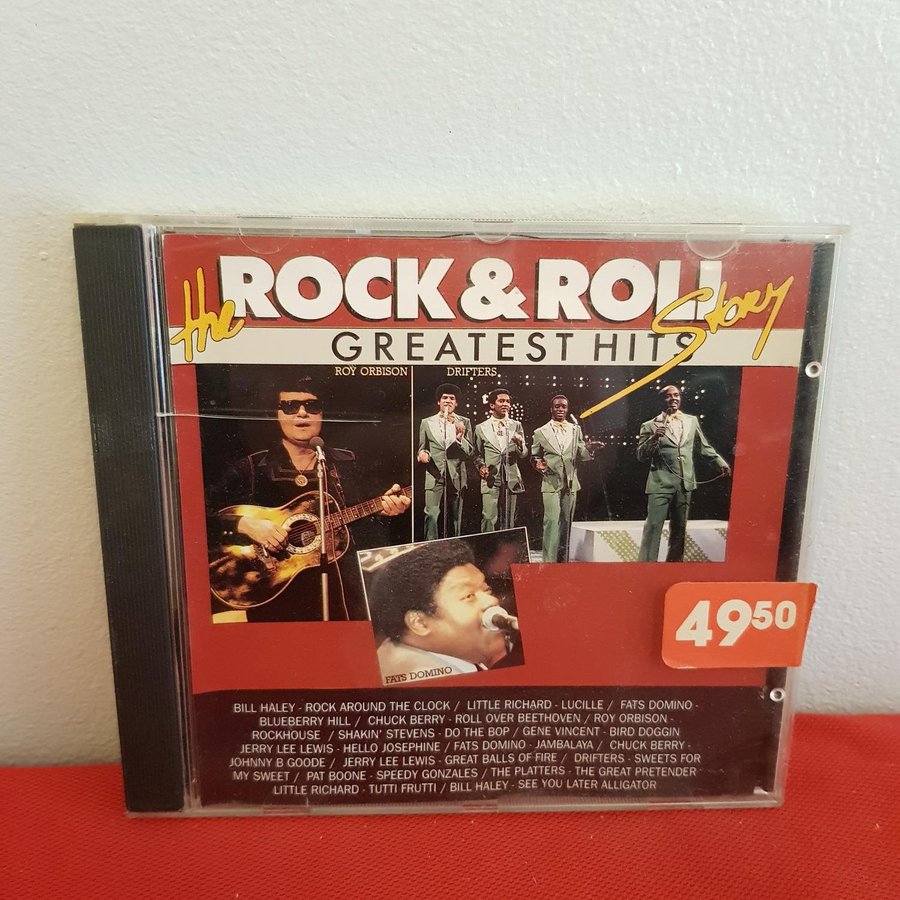 the ROCK & ROLL Story
GREATEST HITS
ROY ORBISON
DRIFTERS
FATS DOMINO
4950
BILL HALEY - ROCK AROUND THE CLOCK / LITTLE RICHARD - LUCILLE / FATS DOMINO -
BLUEBERRY HILL / CHUCK BERRY - ROLL OVER BEETHOVEN / ROY ORBISON -
ROCKHOUSE / SHAKIN' STEVENS - DO THE BOP / GENE VINCENT - BIRD DOGGIN
JERRY LEE LEWIS - HELLO JOSEPHINE / FATS DOMINO - JAMBALAYA / CHUCK BERRY -
JOHNNY B GOODE / JERRY LEE LEWIS - GREAT BALLS OF FIRE / DRIFTERS - SWEETS FOR
MY SWEET / PAT BOONE - SPEEDY GONZALES / THE PLATTERS - THE GREAT PRETENDER
LITTLE RICHARD - TUTTI FRUTTI / BILL HALEY - SEE YOU LATER ALLIGATOR